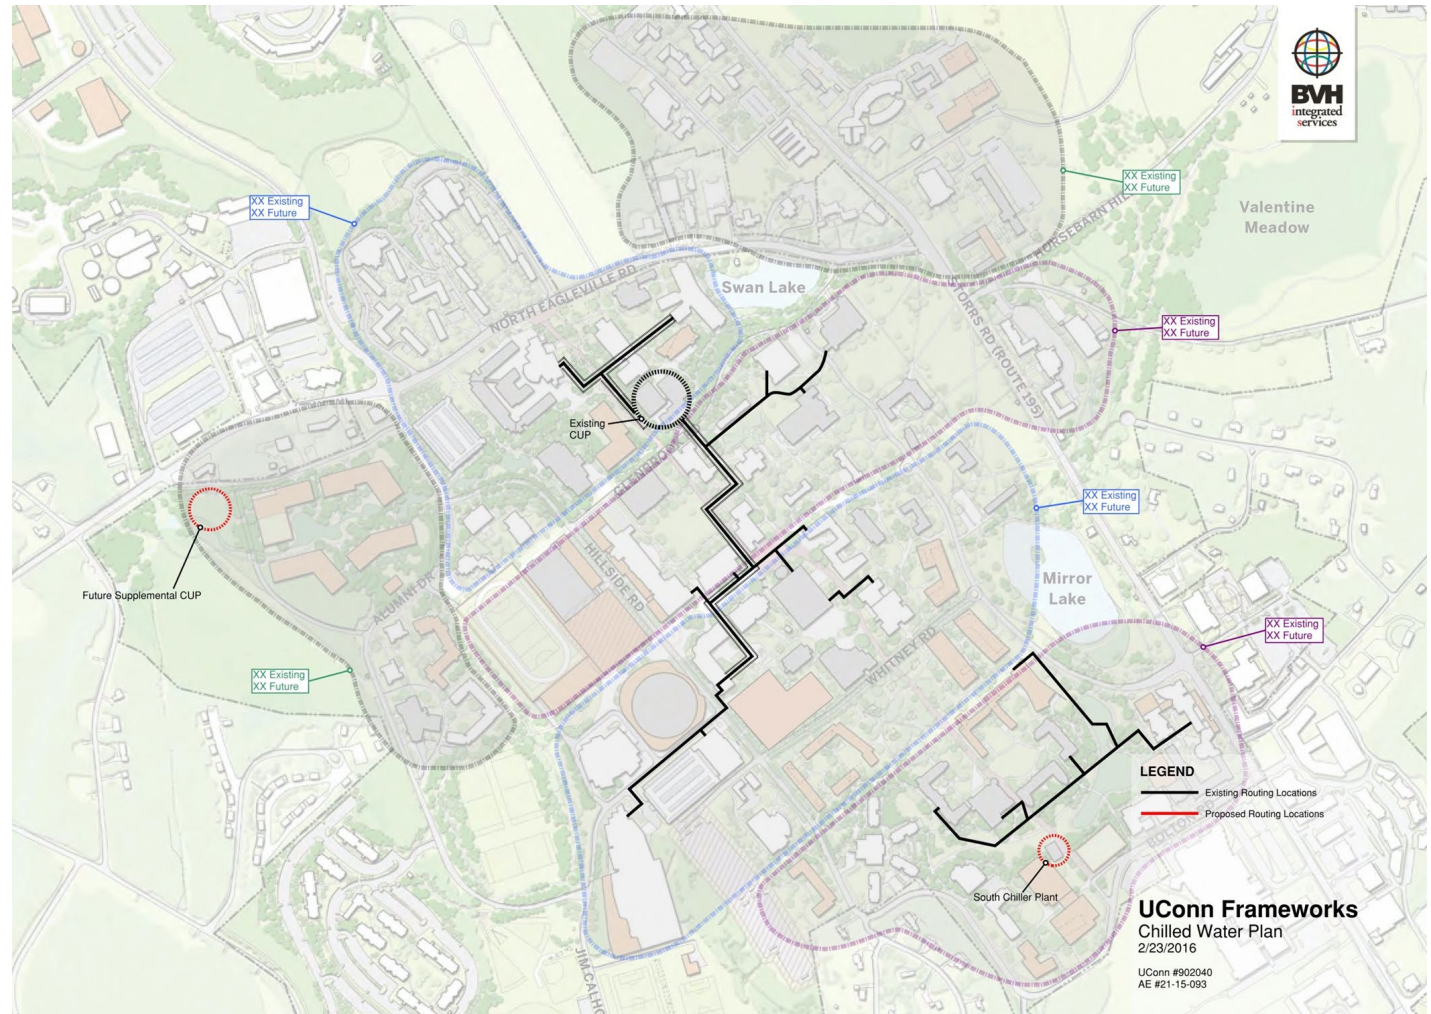 BVH
integrated
services
XX Existing
XX Future
Valentine
Meadow
HORSEBARN HILL
XX Existing
XX Future
NORTH EAGLEVILLE RD
Swan Lake
STORRS RD (ROUTE 195)
XX Existing
XX Future
Existing
CUP
XX Existing
XX Future
HILLSIDE RD
Mirror
Lake
Future Supplemental CUP
ALUMNI DR
WHITNEY RD
XX Existing
XX Future
XX Existing
XX Future
LEGEND
Existing Routing Locations
Proposed Routing Locations
BOLTON RD
South Chiller Plant
UConn Frameworks
Chilled Water Plan
2/23/2016
UConn #902040
AE #21-15-093
JIM CALHO